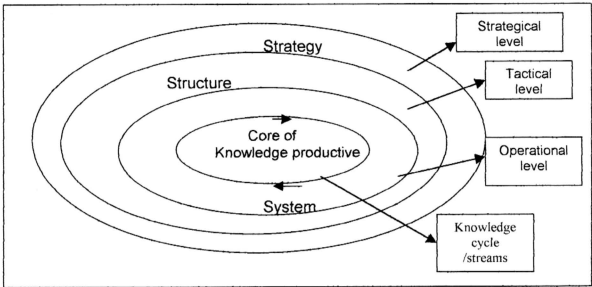 Strategical
level
Strategy
Structure
Tactical
level
Core of
Knowledge productive
Operational
level
System
Knowledge
cycle
/streams